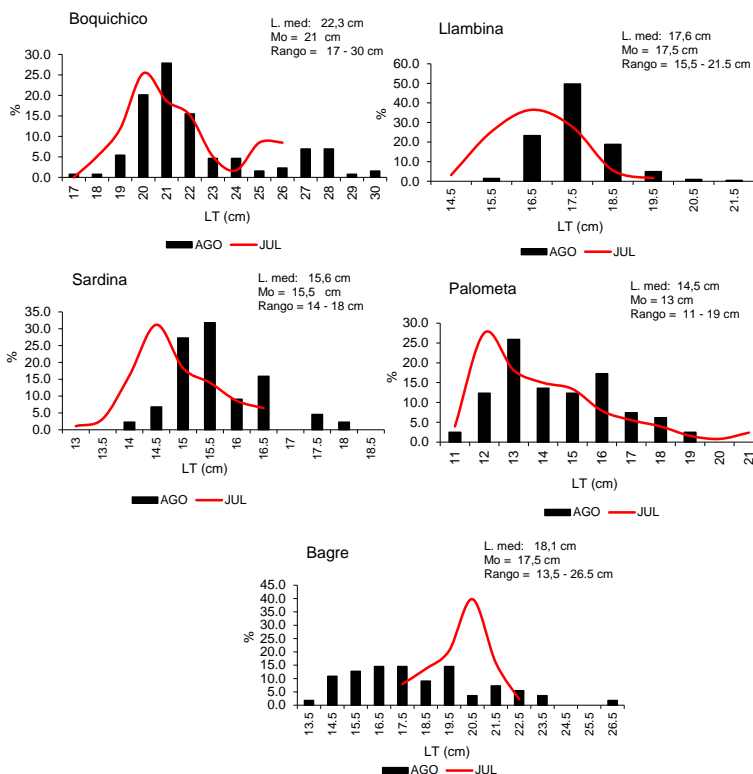 Boquichico
L. med:   22,3 cm
Mo = 21   cm
Rango =  17 - 30 cm
30.0
25.0
20.0
15.0
10.0
5.0
0.0
%
17 18 19 20 21 22 23 24 25 26 27 28 29 30
LT (cm)
AGO JUL
Llambina
L. med:  17,6 cm
Mo = 17,5 cm
Rango = 15,5 - 21.5 cm
60.0
50.0
40.0
30.0
20.0
10.0
0.0
%
14.5 15.5 16.5 17.5 18.5 19.5 20.5 21.5
LT (cm)
AGO JUL
Sardina
L. med:   15,6 cm
Mo = 15,5   cm
Rango = 14 - 18 cm
35.0
30.0
25.0
20.0
15.0
10.0
5.0
0.0
%
13 13.5 14 14.5 15 15.5 16 16.5 17 17.5 18 18.5
LT (cm)
AGO JUL
Palometa
L. med:   14,5 cm
Mo = 13 cm
Rango = 11 - 19 cm
30.0
25.0
20.0
15.0
10.0
5.0
0.0
%
11 12 13 14 15 16 17 18 19 20 21
LT (cm)
AGO JUL
Bagre
L. med:   18,1 cm
Mo = 17,5 cm
Rango =  13,5 - 26.5 cm
45.0
40.0
35.0
30.0
25.0
20.0
15.0
10.0
5.0
0.0
%
13.5 14.5 15.5 16.5 17.5 18.5 19.5 20.5 21.5 22.5 23.5 24.5 25.5 26.5
LT (cm)
AGO JUL